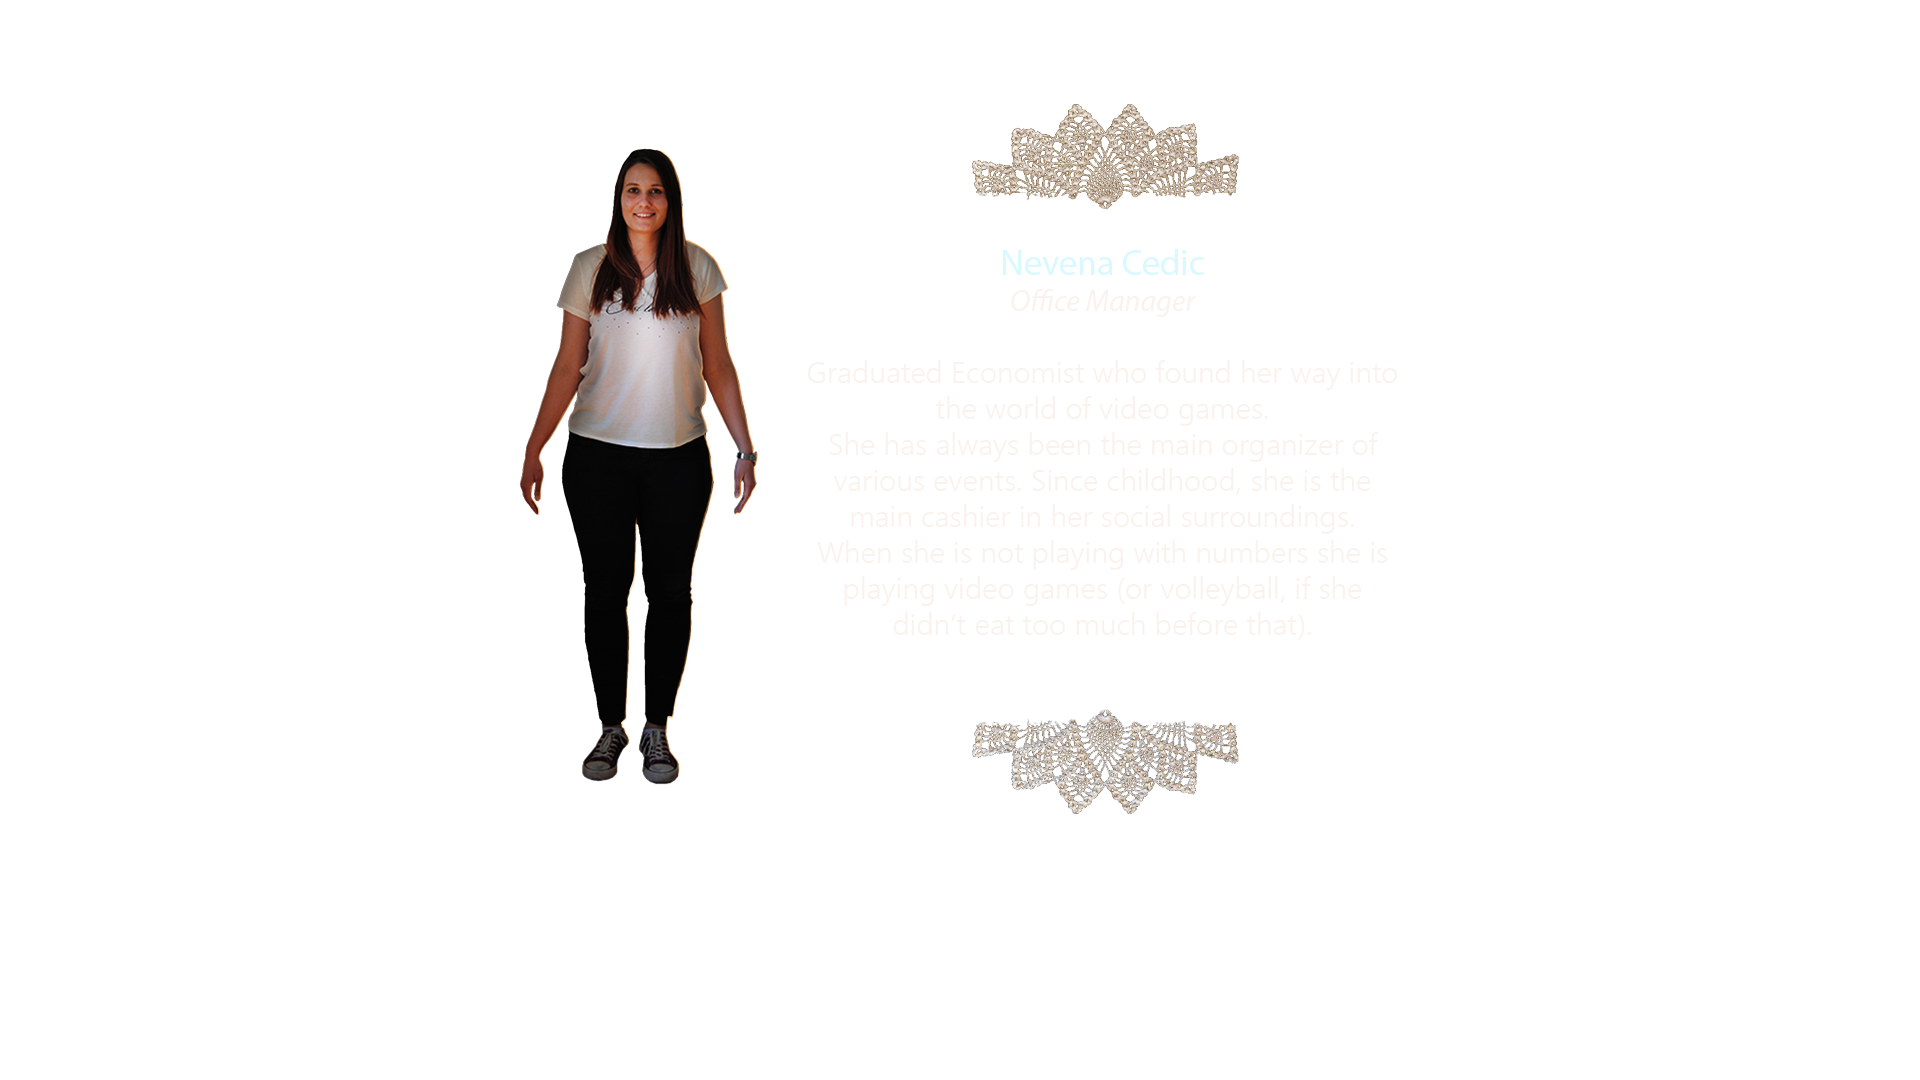 Nevena Cedic
Office Manager
Graduated Economist who found her way into
the world of video games.
She has always been the main organizer of
various events. Since childhood, she is the
main cashier in her social surroundings.
When she is not playing with numbers she is
playing video games (or volleyball, if she
didn’t eat too much before that).